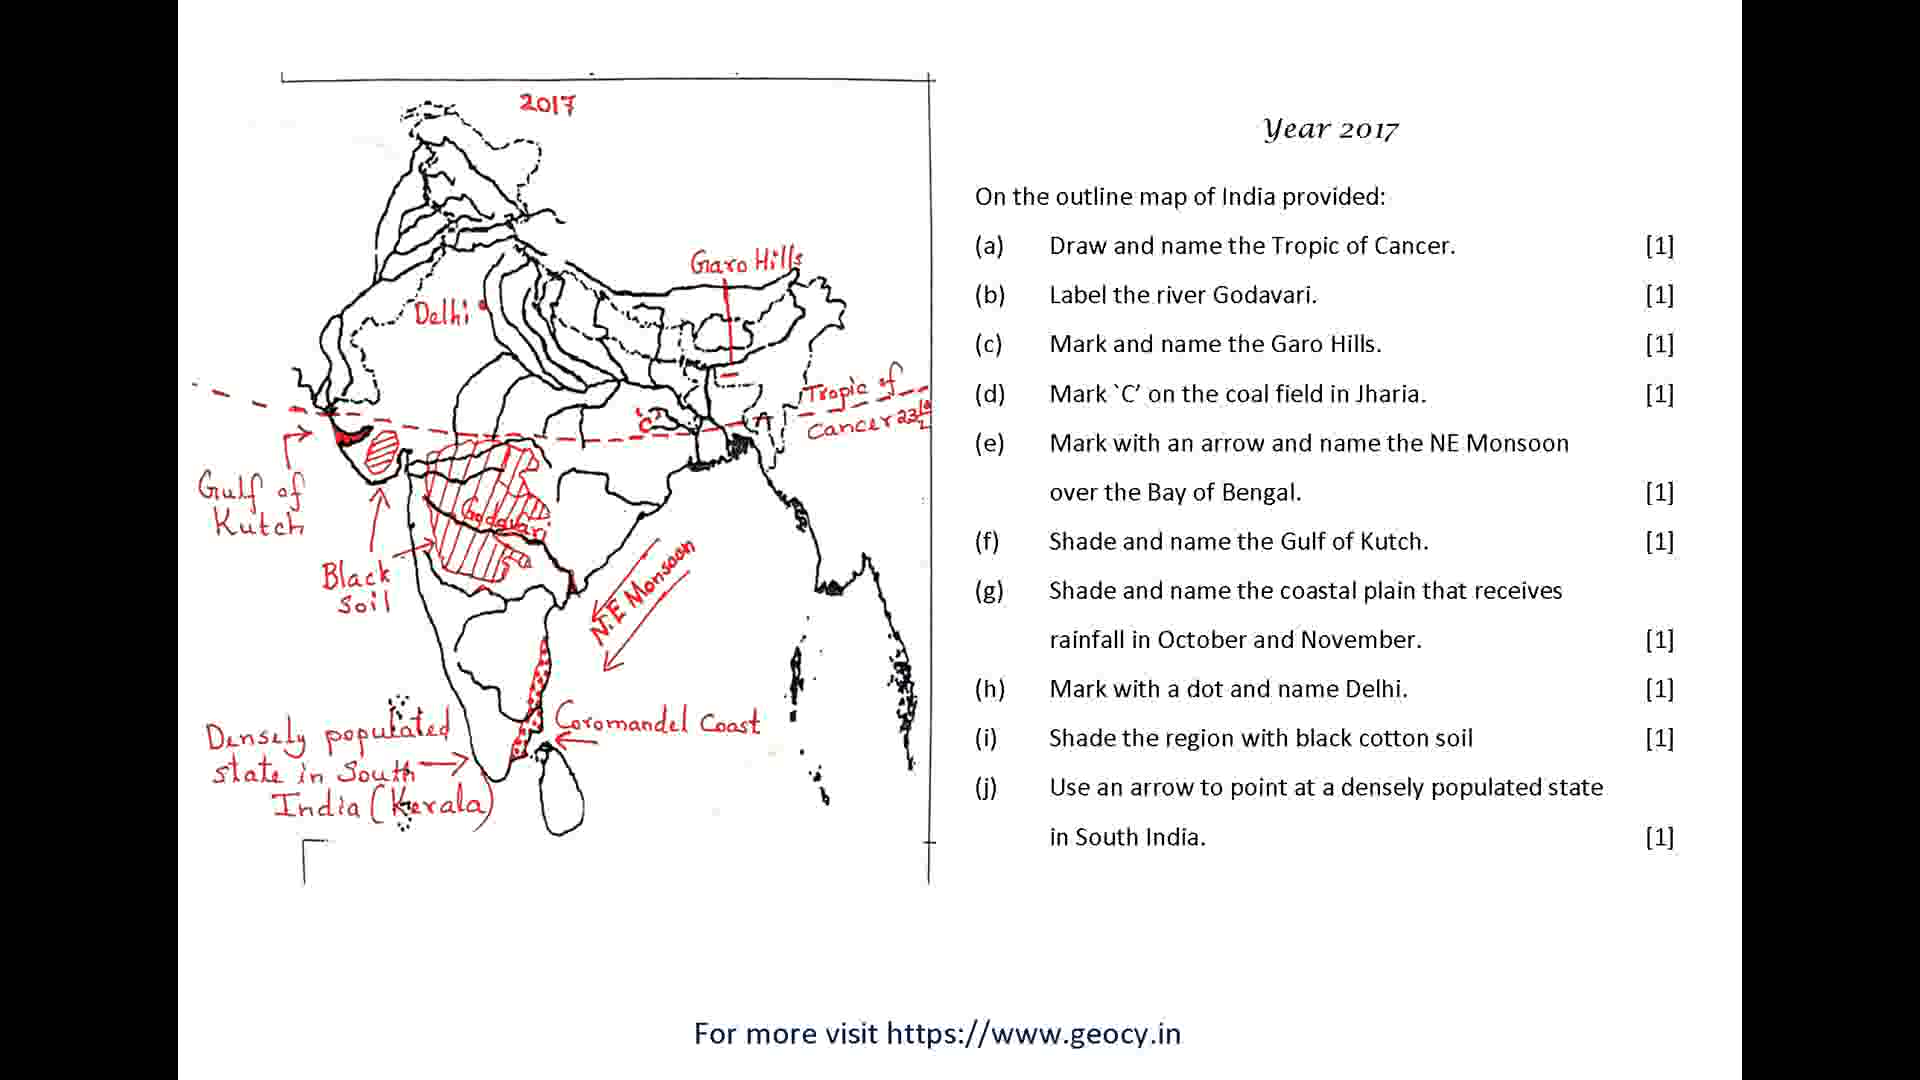 2017
Garo Hills
Delhi
Tropic of
Cancer 23½°
'C'
Gulf of
Kutch
Godavari
Black
Soil
N.E Monsoon
Coromandel Coast
Densely populated
state in South
India (Kerala)
Year 2017
On the outline map of India provided:
(a) Draw and name the Tropic of Cancer. [1]
(b) Label the river Godavari. [1]
(c) Mark and name the Garo Hills. [1]
(d) Mark `C’ on the coal field in Jharia. [1]
(e) Mark with an arrow and name the NE Monsoon
over the Bay of Bengal. [1]
(f) Shade and name the Gulf of Kutch. [1]
(g) Shade and name the coastal plain that receives
rainfall in October and November. [1]
(h) Mark with a dot and name Delhi. [1]
(i) Shade the region with black cotton soil [1]
(j) Use an arrow to point at a densely populated state
in South India. [1]
For more visit https://www.geocy.in